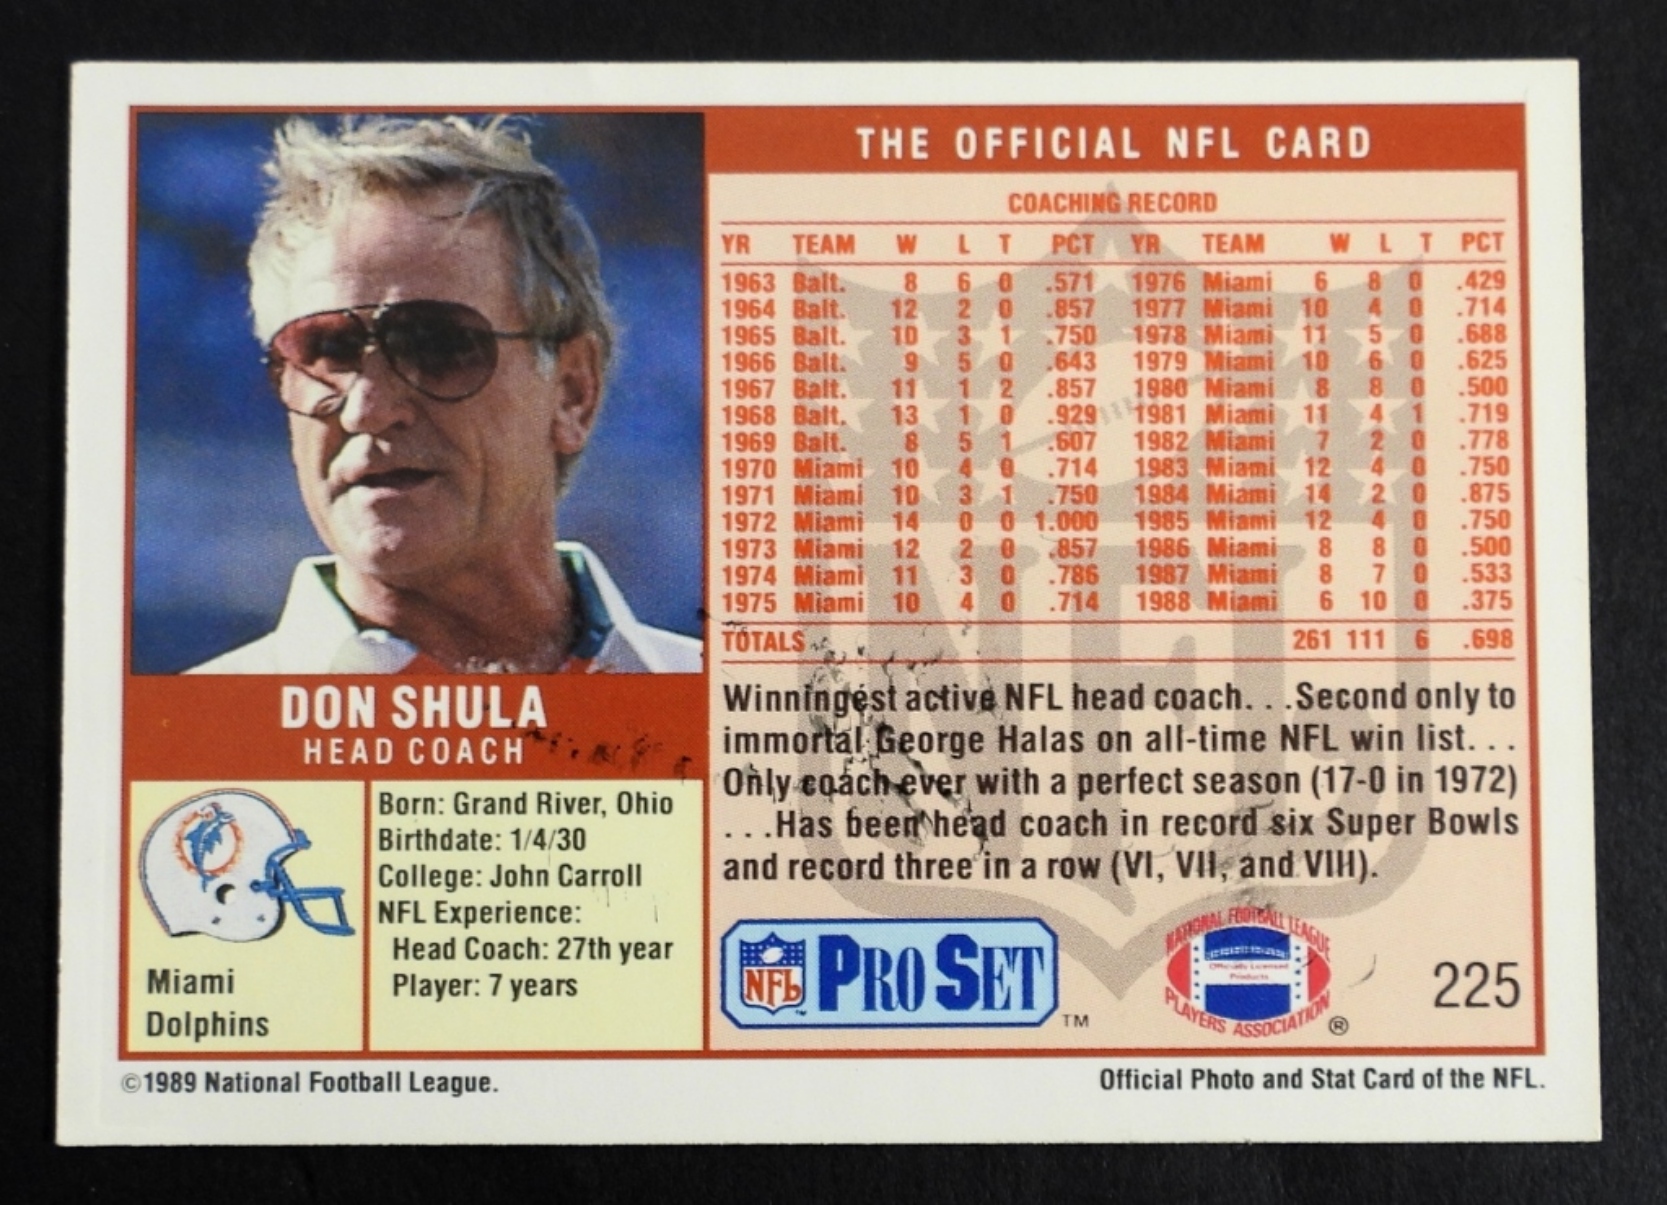 THE OFFICIAL NFL CARD
COACHING RECORD
YR TEAM W L T PCT YR TEAM W L T PCT
1963 Balt. 8 6 0 .571 1976 Miami 6 8 0 .429
1964 Balt. 12 2 0 .857 1977 Miami 10 4 0 .714
1965 Balt. 10 3 1 .750 1978 Miami 11 5 0 .688
1966 Balt. 9 5 0 .643 1979 Miami 10 6 0 .625
1967 Balt. 11 1 2 .857 1980 Miami 8 8 0 .500
1968 Balt. 13 1 0 .929 1981 Miami 11 4 1 .719
1969 Balt. 8 5 1 .607 1982 Miami 7 2 0 .778
1970 Miami 10 4 0 .714 1983 Miami 12 4 0 .750
1971 Miami 10 3 1 .750 1984 Miami 14 2 0 .875
1972 Miami 14 0 0 1.000 1985 Miami 12 4 0 .750
1973 Miami 12 2 0 .857 1986 Miami 8 8 0 .500
1974 Miami 11 3 0 .786 1987 Miami 8 7 0 .533
1975 Miami 10 4 0 .714 1988 Miami 6 10 0 .375
TOTALS 261 111 6 .698
DON SHULA
HEAD COACH
Winningest active NFL head coach. . .Second only to
immortal George Halas on all-time NFL win list. . .
Only coach ever with a perfect season (17-0 in 1972)
. . .Has been head coach in record six Super Bowls
and record three in a row (VI, VII, and VIII).
Born: Grand River, Ohio
Birthdate: 1/4/30
College: John Carroll
NFL Experience:
Head Coach: 27th year
Player: 7 years
Miami
Dolphins
NFL
PRO SET
TM
NATIONAL FOOTBALL LEAGUE
Officially Licensed
Products
PLAYERS ASSOCIATION
®
225
NFL
©1989 National Football League.
Official Photo and Stat Card of the NFL.